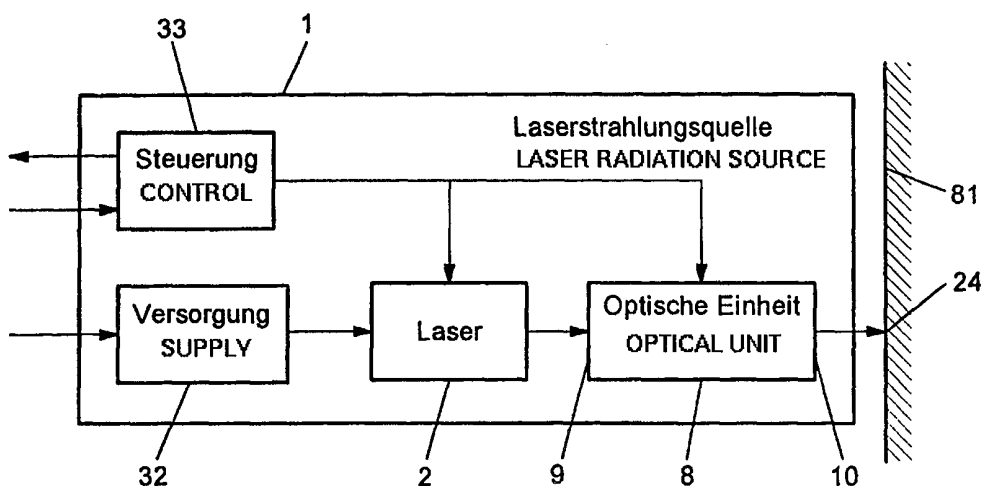 1
33
Steuerung
CONTROL
Laserstrahlungsquelle
LASER RADIATION SOURCE
81
24
Versorgung
SUPPLY
Laser
Optische Einheit
OPTICAL UNIT
32
2
9
8
10